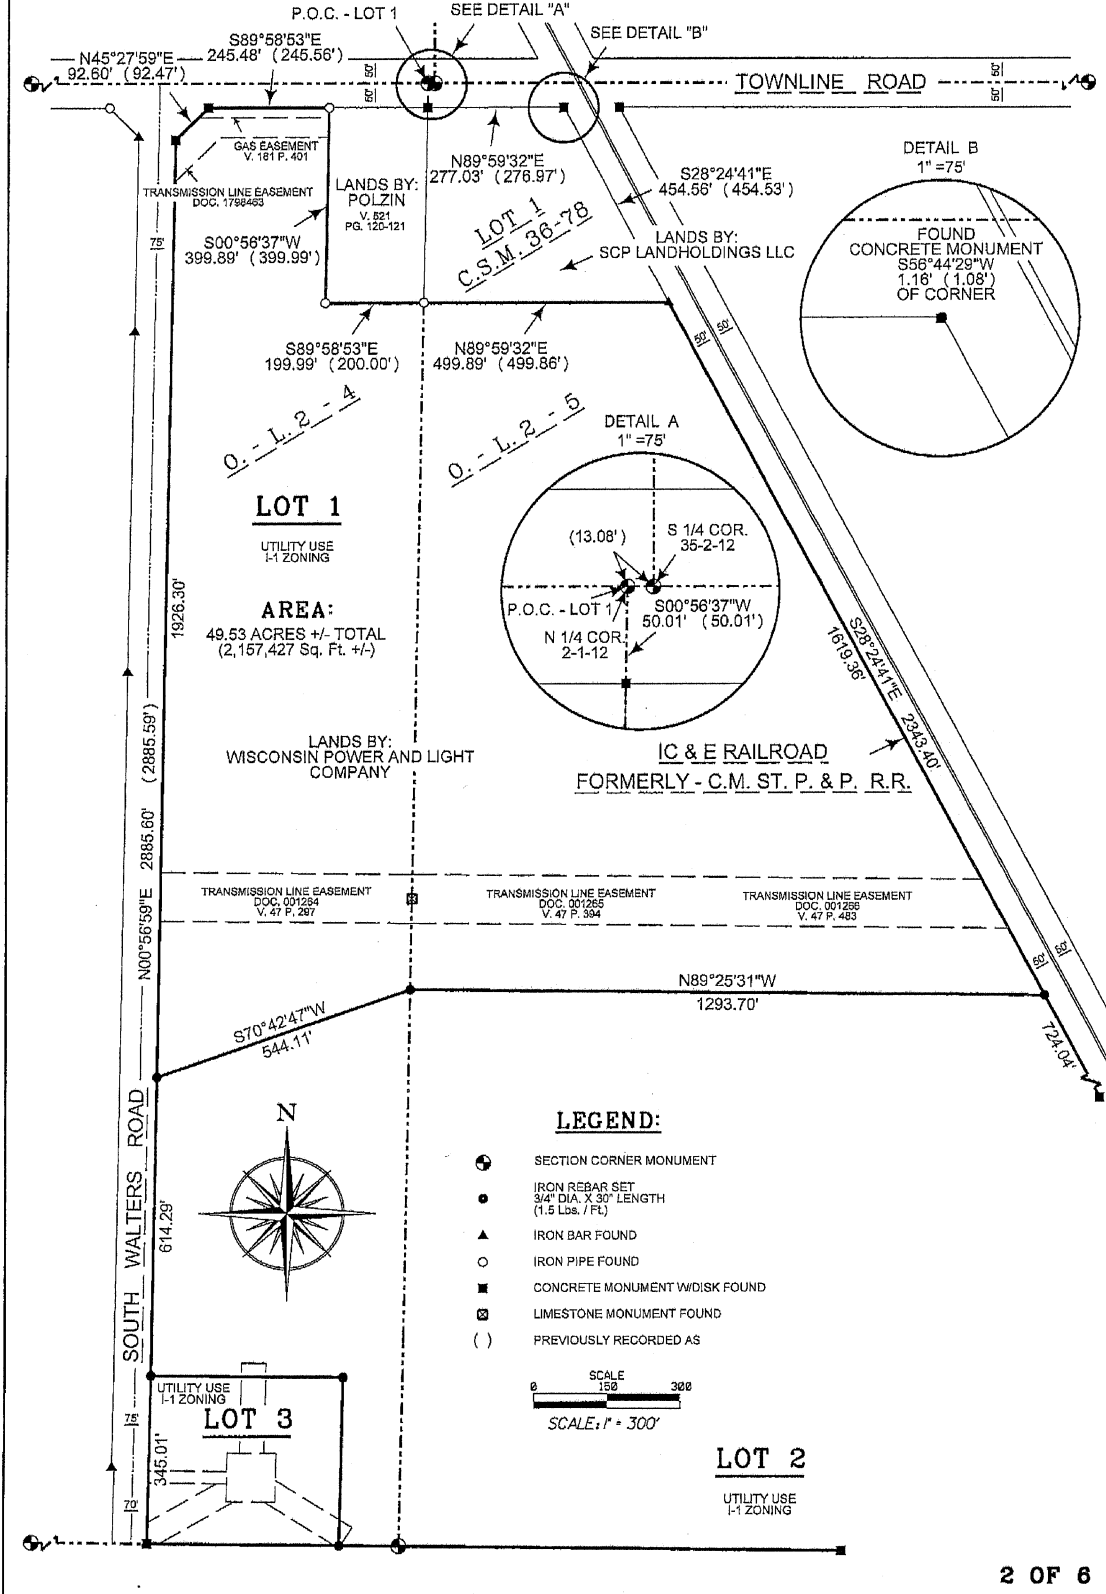 P.O.C. - LOT 1
SEE DETAIL "A"
SEE DETAIL "B"
N45°27'59"E
92.60' (92.47')
S89°58'53"E
245.48' (245.56')
50'
50'
TOWNLINE ROAD
50'
50'
GAS EASEMENT
V. 181 P. 401
TRANSMISSION LINE EASEMENT
DOC. 1798463
LANDS BY:
POLZIN
V. 521
PG. 120-121
N89°59'32"E
277.03' (276.97')
S28°24'41"E
454.56' (454.53')
LOT 1
C.S.M. 36-78
LANDS BY:
SCP LANDHOLDINGS LLC
DETAIL B
1" =75'
FOUND
CONCRETE MONUMENT
S56°44'29"W
1.16' (1.08')
OF CORNER
75'
S00°56'37"W
399.89' (399.99')
S89°58'53"E
199.99' (200.00')
N89°59'32"E
499.89' (499.86')
50'
50'
O. - L. 2 - 4
O. - L. 2 - 5
DETAIL A
1" =75'
(13.08')
S 1/4 COR.
35-2-12
P.O.C. - LOT 1
S00°56'37"W
50.01' (50.01')
N 1/4 COR.
2-1-12
LOT 1
UTILITY USE
I-1 ZONING
AREA:
49.53 ACRES +/- TOTAL
(2,157,427 Sq. Ft. +/-)
1926.30'
N00°56'59"E 2885.60' (2885.59')
S28°24'41"E 2343.40'
1619.36'
LANDS BY:
WISCONSIN POWER AND LIGHT
COMPANY
IC & E RAILROAD
FORMERLY - C.M. ST. P. & P. R.R.
TRANSMISSION LINE EASEMENT
DOC. 001264
V. 47 P. 297
TRANSMISSION LINE EASEMENT
DOC. 001265
V. 47 P. 394
TRANSMISSION LINE EASEMENT
DOC. 001266
V. 47 P. 483
50'
50'
S70°42'47"W
544.11'
N89°25'31"W
1293.70'
724.04'
SOUTH WALTERS ROAD
614.29'
N
LEGEND:
SECTION CORNER MONUMENT
IRON REBAR SET
3/4" DIA. X 30" LENGTH
(1.5 Lbs. / Ft.)
IRON BAR FOUND
IRON PIPE FOUND
CONCRETE MONUMENT W/DISK FOUND
LIMESTONE MONUMENT FOUND
( ) PREVIOUSLY RECORDED AS
SCALE
0 150 300
SCALE: 1" = 300'
UTILITY USE
I-1 ZONING
LOT 3
75'
345.01'
70'
LOT 2
UTILITY USE
I-1 ZONING
2 OF 6